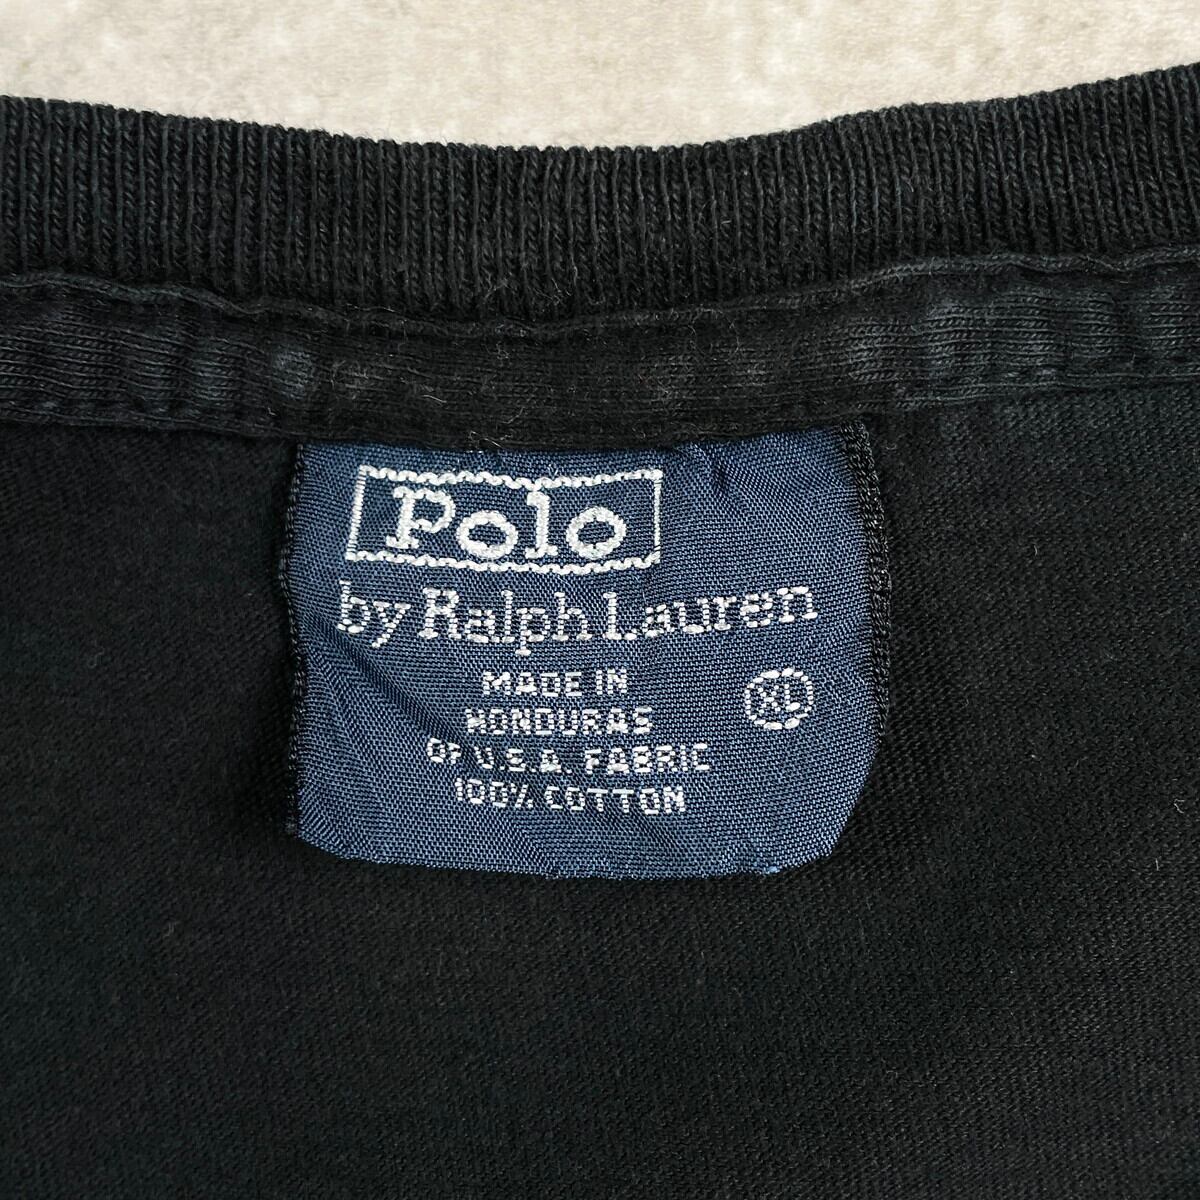 Polo
by Ralph Lauren
MADE IN
HONDURAS
OF U.S.A. FABRIC
100% COTTON
XL